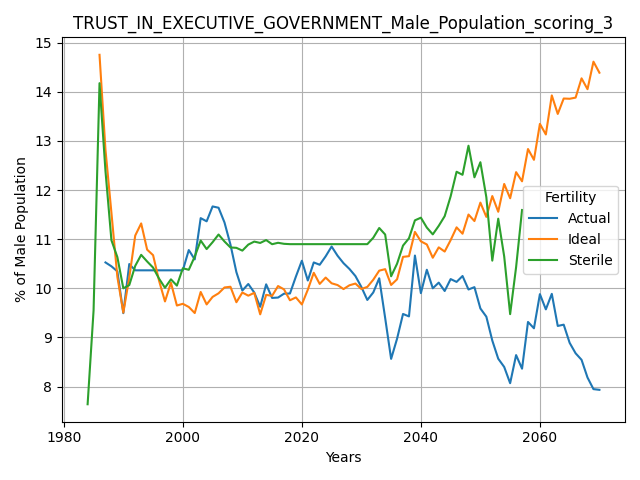 TRUST_IN_EXECUTIVE_GOVERNMENT_Male_Population_scoring_3
15
14
13
12
11
10
9
8
% of Male Population
Fertility
Actual
Ideal
Sterile
1980
2000
2020
2040
2060
Years